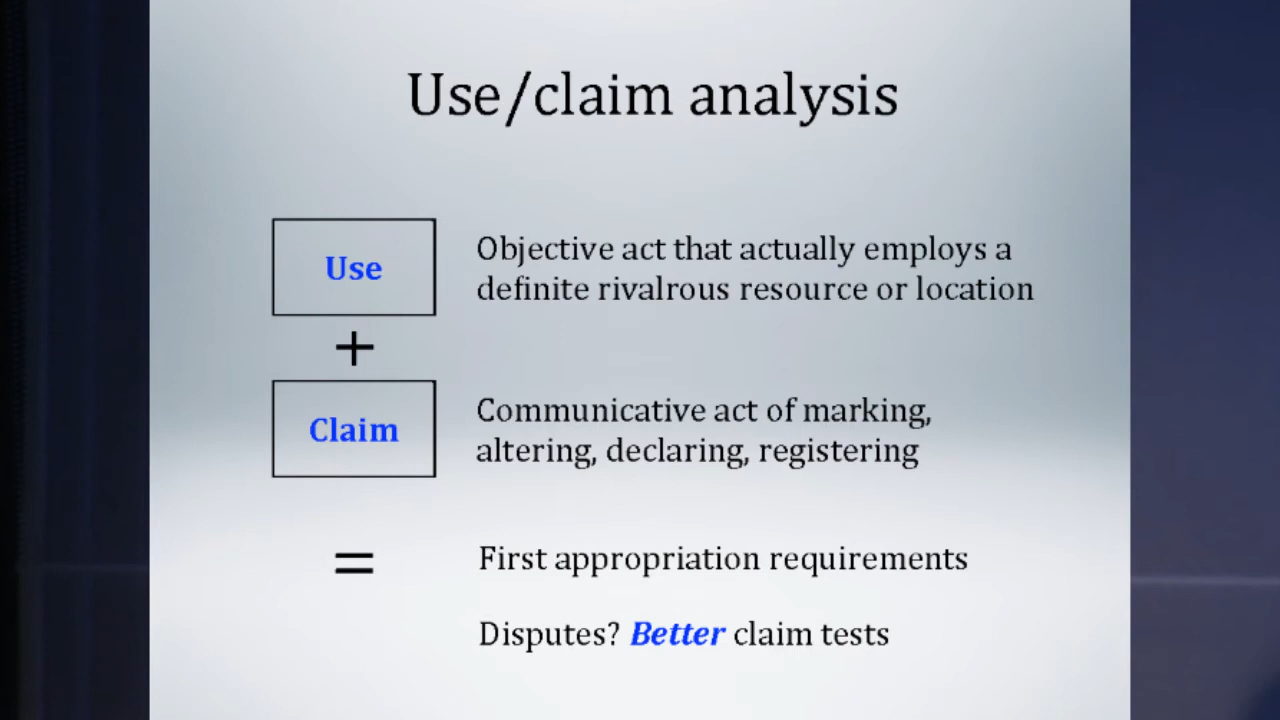 Use/claim analysis
Use
Objective act that actually employs a
definite rivalrous resource or location
+
Claim
Communicative act of marking,
altering, declaring, registering
=
First appropriation requirements
Disputes? Better claim tests